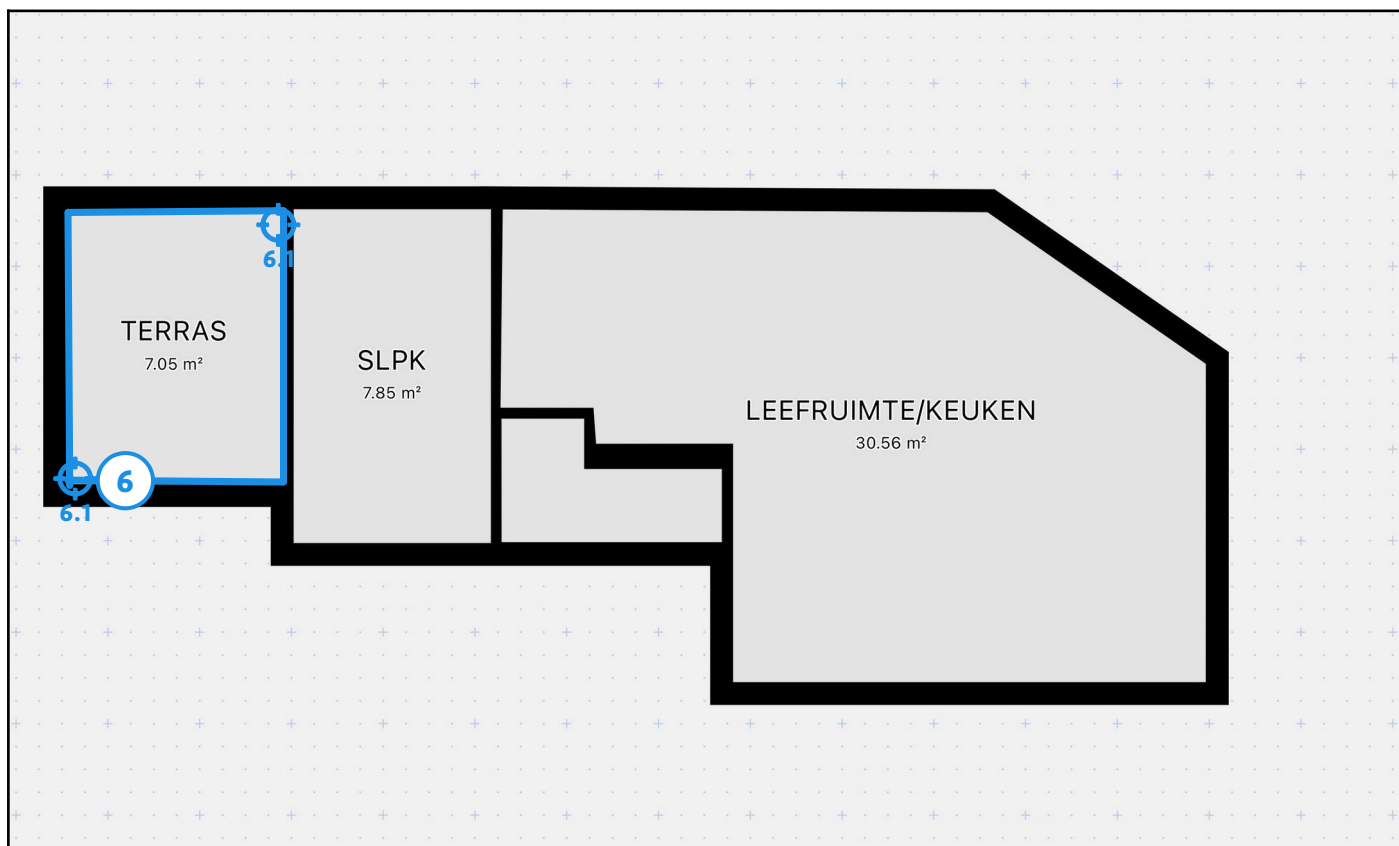 6.1
TERRAS
7.05 m²
SLPK
7.85 m²
LEEFRUIMTE/KEUKEN
30.56 m²
6
6.1